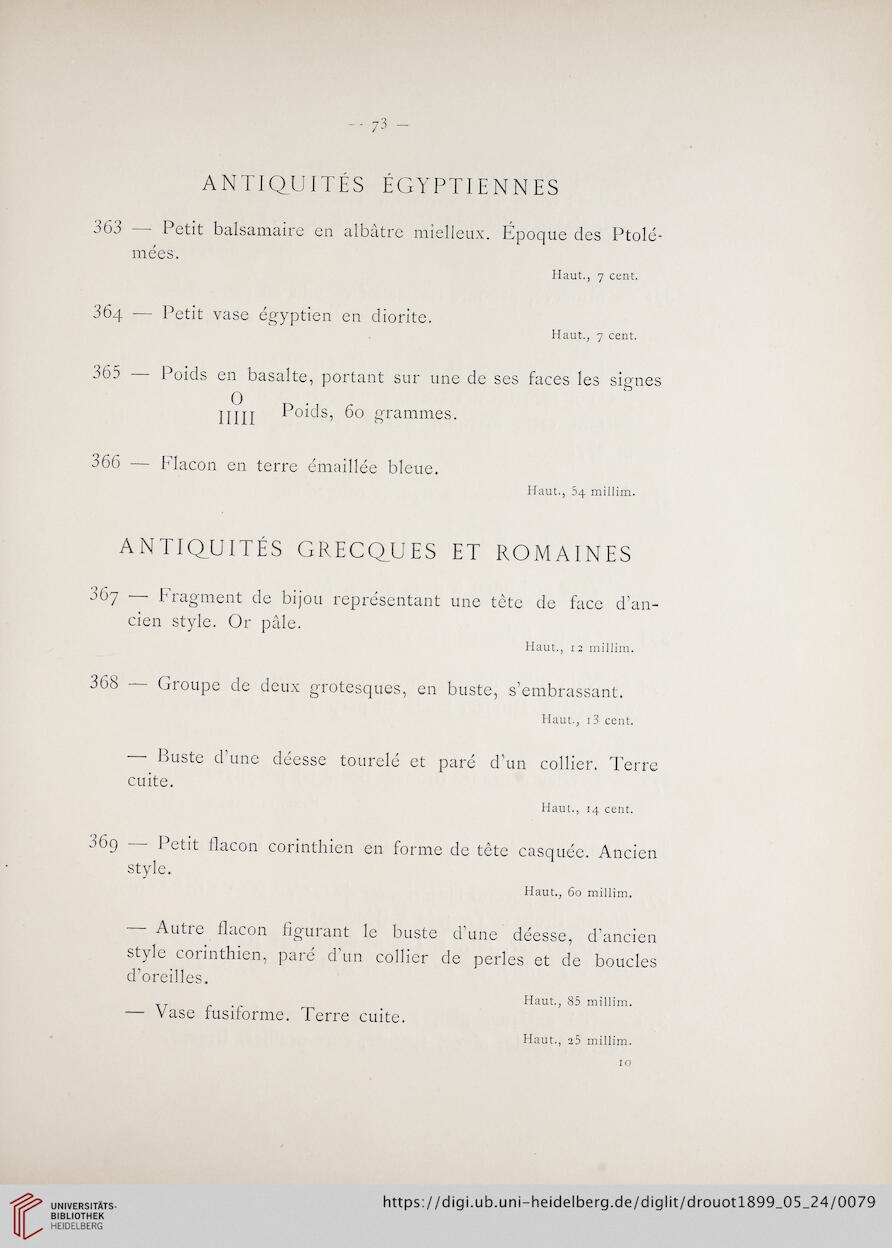 -- 73 —
ANTIQUITÉS ÉGYPTIENNES
363 — Petit balsamaire en albâtre mielleux. Époque des Ptolé-
mées.
Haut., 7 cent.
364 — Petit vase égyptien en diorite.
Haut., 7 cent.
365 — Poids en basalte, portant sur une de ses faces les signes
O
IIIII Poids, 60 grammes.
366 — Flacon en terre émaillée bleue.
Haut., 54 millim.
ANTIQUITÉS GRECQUES ET ROMAINES
367 — Fragment de bijou représentant une tête de face d'an-
cien style. Or pâle.
Haut., 12 millim.
368 — Groupe de deux grotesques, en buste, s'embrassant.
Haut., 13 cent.
— Buste d'une déesse tourelé et paré d'un collier. Terre
cuite.
Haut., 14 cent.
369 — Petit flacon corinthien en forme de tête casquée. Ancien
style.
Haut., 60 millim.
— Autre flacon figurant le buste d'une déesse, d'ancien
style corinthien, paré d'un collier de perles et de boucles
d'oreilles.
Haut., 85 millim.
— Vase fusiforme. Terre cuite.
Haut., 25 millim.
10
UNIVERSITÄTS-
BIBLIOTHEK
HEIDELBERG
https://digi.ub.uni-heidelberg.de/diglit/drouot1899_05_24/0079